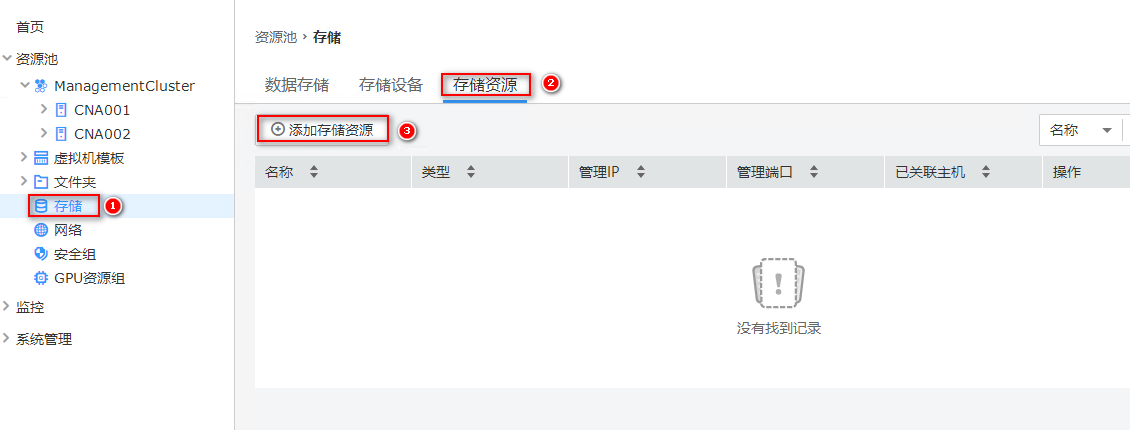 首页
资源池
ManagementCluster
CNA001
CNA002
虚拟机模板
文件夹
存储 1
网络
安全组
GPU资源组
监控
系统管理
资源池 › 存储
数据存储 存储设备 存储资源 2
添加存储资源 3
名称
名称 类型 管理IP 管理端口 已关联主机 操作
没有找到记录